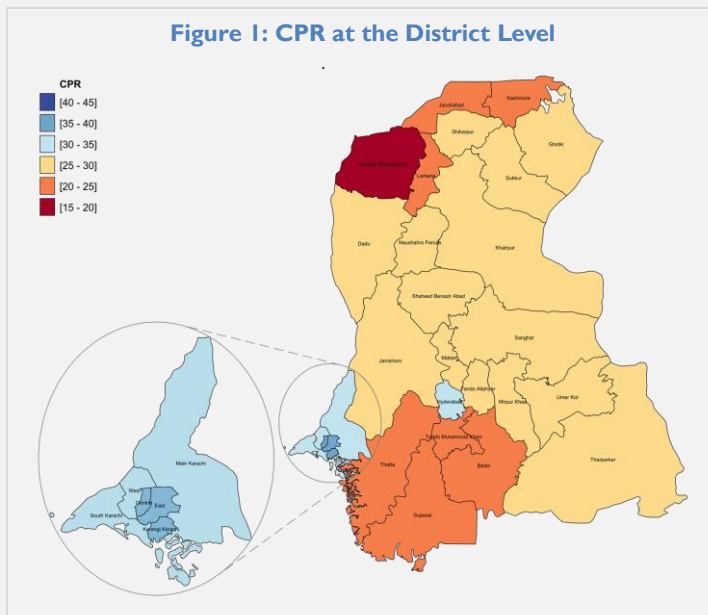 Figure 1: CPR at the District Level
CPR
[40 - 45]
[35 - 40]
[30 - 35]
[25 - 30]
[20 - 25]
[15 - 20]
Jacobabad
Kashmore
Shikarpur
Ghotki
Larkana
Sukkur
Dadu
Naushahro Feroze
Khairpur
Shaheed Benazir Abad
Sanghar
Jamshoro
Matiari
Tando Allahyar
Hyderabad
Mirpur Khas
Umer Kot
Tando Muhammad Khan
Thatta
Badin
Tharparkar
Sujawal
Malir Karachi
West
Central
East
South Karachi
Korangi Karachi